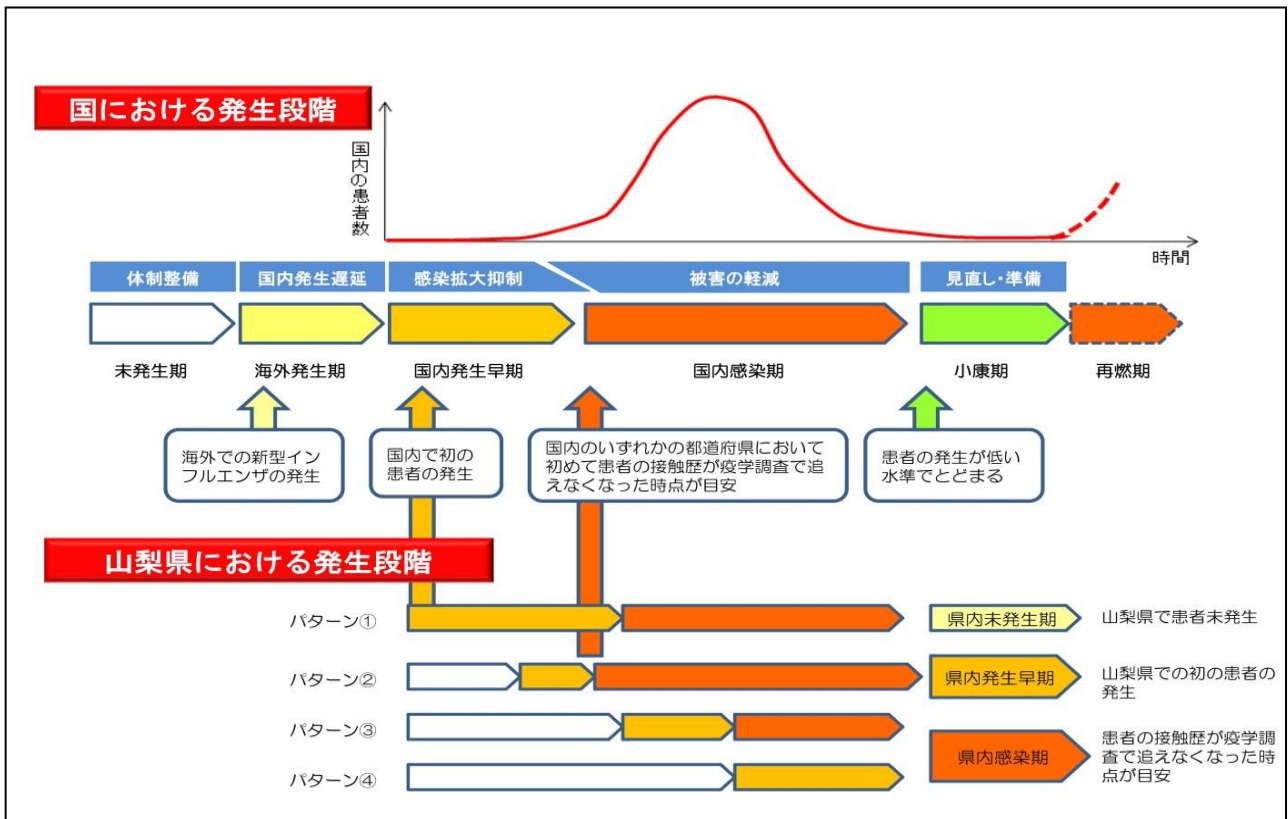 国における発生段階
国内の患者数
時間
体制整備
国内発生遅延
感染拡大抑制
被害の軽減
見直し・準備
未発生期
海外発生期
国内発生早期
国内感染期
小康期
再燃期
海外での新型イン
フルエンザの発生
国内で初の
患者の発生
国内のいずれかの都道府県において
初めて患者の接触歴が疫学調査で追
えなくなった時点が目安
患者の発生が低い
水準でとどまる
山梨県における発生段階
パターン①
県内未発生期
山梨県で患者未発生
パターン②
県内発生早期
山梨県での初の患者の
発生
パターン③
県内感染期
患者の接触歴が疫学調
査で追えなくなった時
点が目安
パターン④